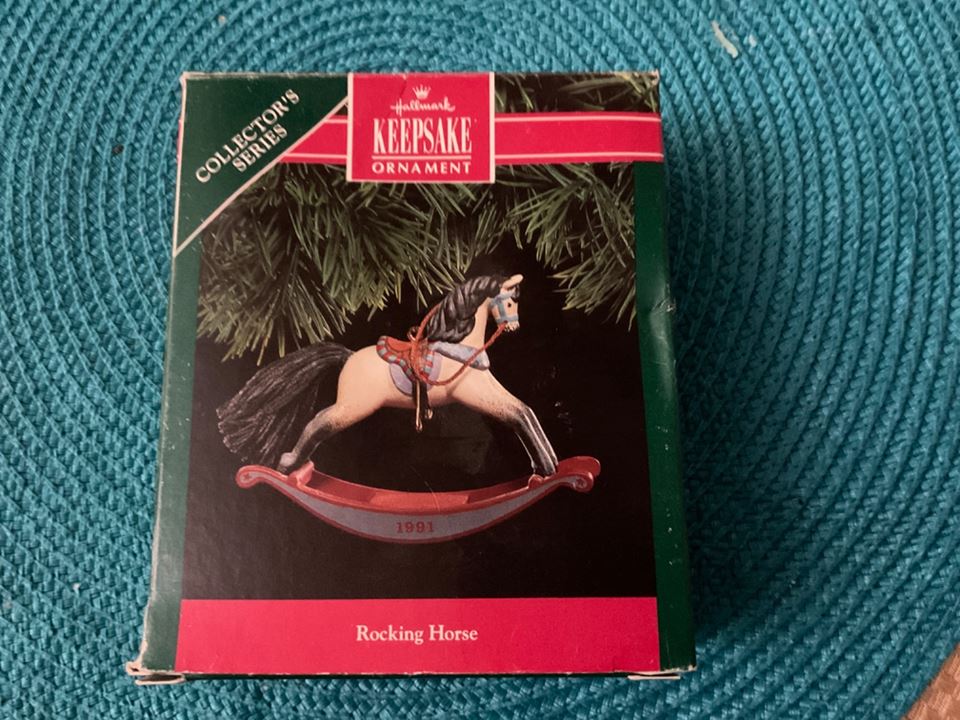 COLLECTOR'S
SERIES
Hallmark
KEEPSAKE
ORNAMENT
1991
Rocking Horse